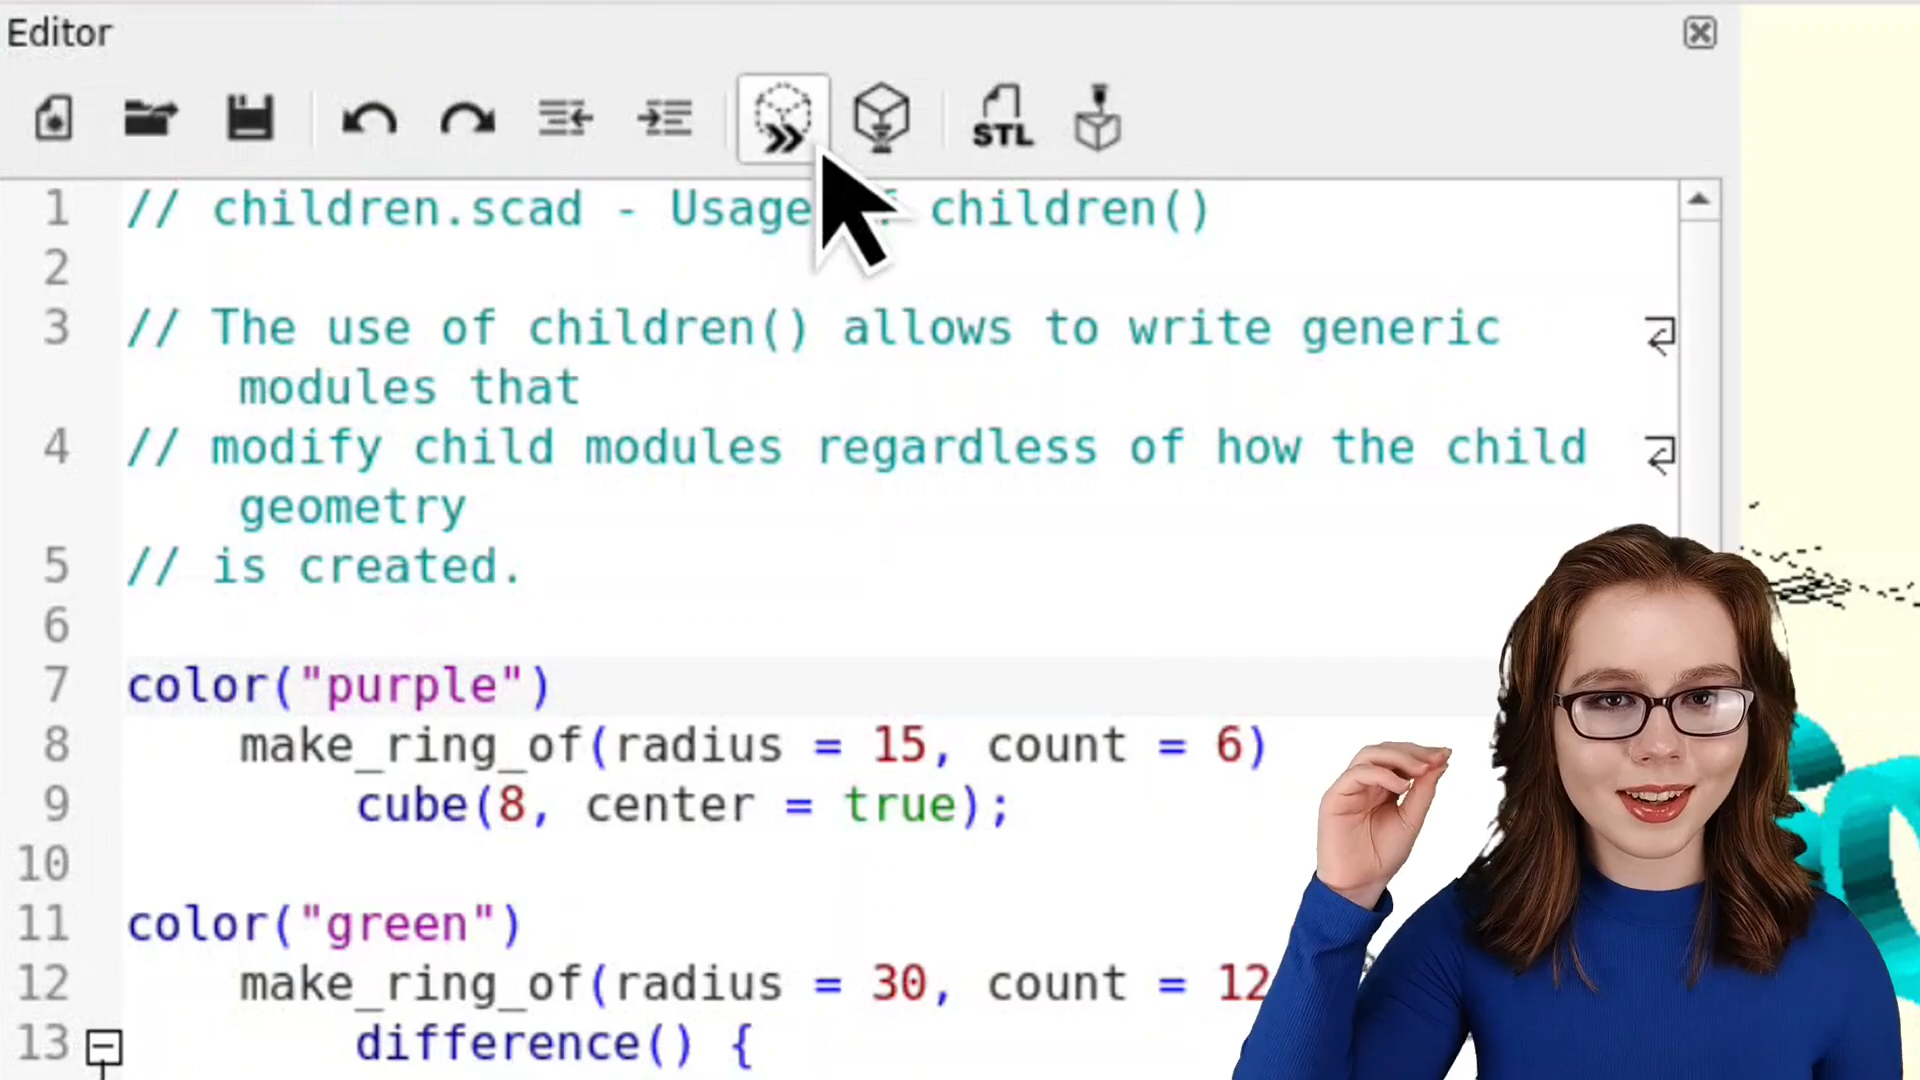 Editor
STL
1 // children.scad - Usage children()
2
3 // The use of children() allows to write generic
modules that
4 // modify child modules regardless of how the child
geometry
5 // is created.
6
7 color("purple")
8 make_ring_of(radius = 15, count = 6)
9 cube(8, center = true);
10
11 color("green")
12 make_ring_of(radius = 30, count = 12
13 difference() {